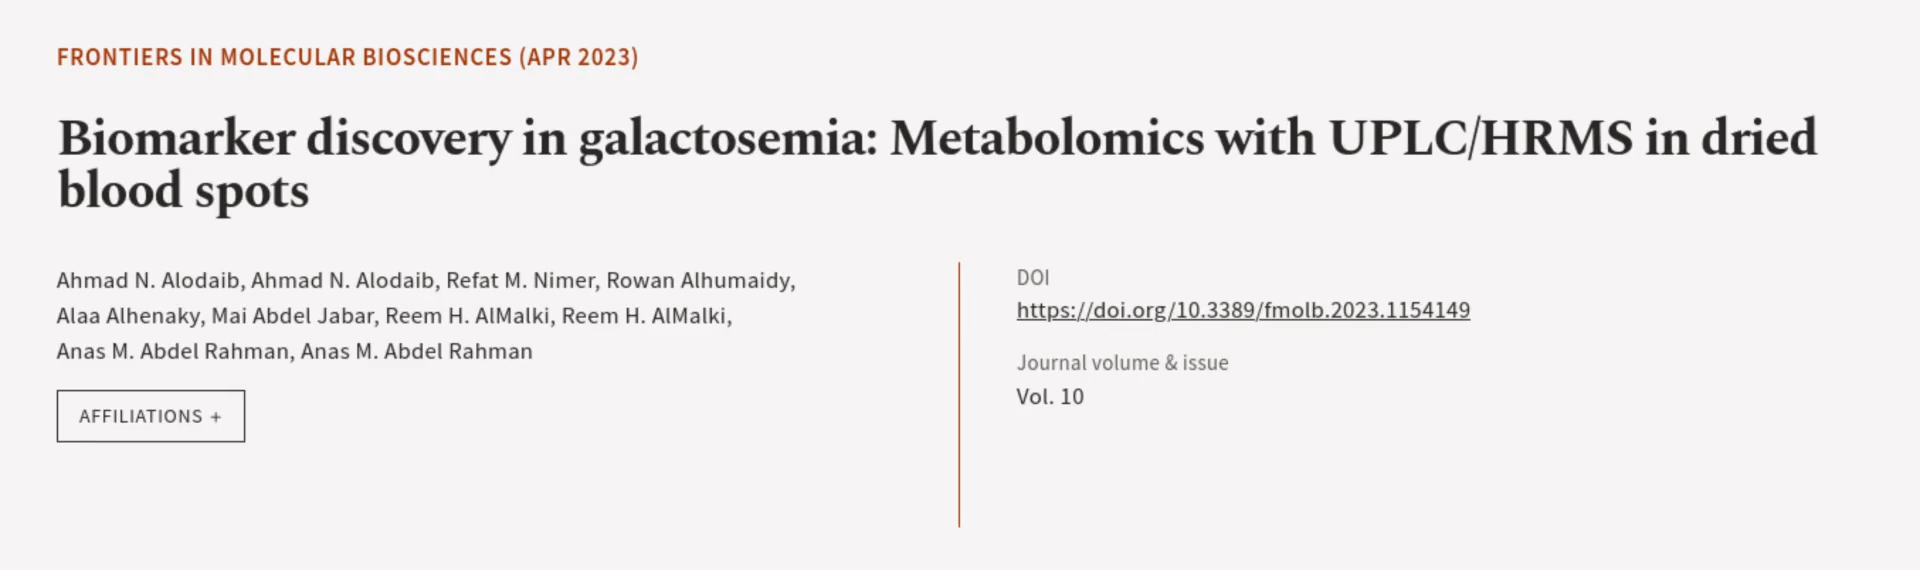 FRONTIERS IN MOLECULAR BIOSCIENCES (APR 2023)
Biomarker discovery in galactosemia: Metabolomics with UPLC/HRMS in dried
blood spots
Ahmad N. Alodaib, Ahmad N. Alodaib, Refat M. Nimer, Rowan Alhumaidy,
Alaa Alhenaky, Mai Abdel Jabar, Reem H. AlMalki, Reem H. AlMalki,
Anas M. Abdel Rahman, Anas M. Abdel Rahman
AFFILIATIONS +
DOI
https://doi.org/10.3389/fmolb.2023.1154149
Journal volume & issue
Vol. 10